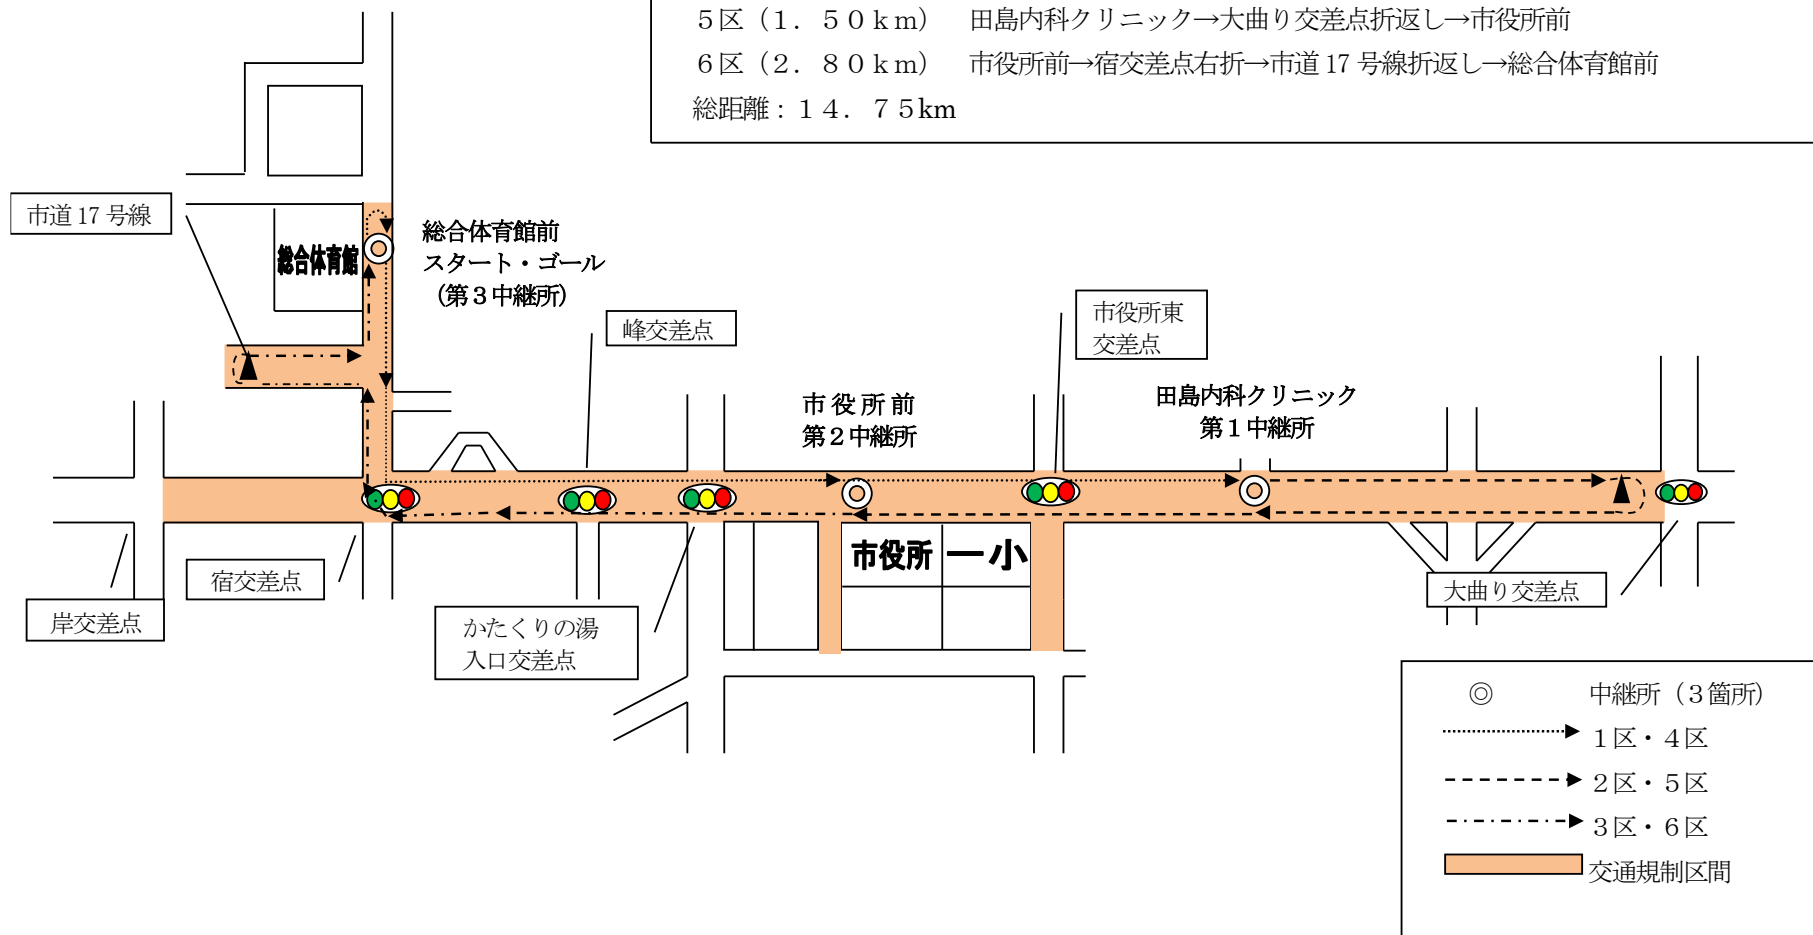 5区（1．５０ｋｍ）　田島内科クリニック→大曲り交差点折返し→市役所前
6区（2．８０ｋｍ）　市役所前→宿交差点右折→市道 17 号線折返し→総合体育館前
総距離：１４．７５km
市道 17 号線
総合体育館
総合体育館前
スタート・ゴール
（第３中継所）
峰交差点
市役所東
交差点
市 役 所 前
第２中継所
田島内科クリニック
第１中継所
市役所
一小
宿交差点
岸交差点
かたくりの湯
入口交差点
大曲り交差点
◎　中継所（３箇所）
１区・４区
２区・５区
３区・６区
交通規制区間